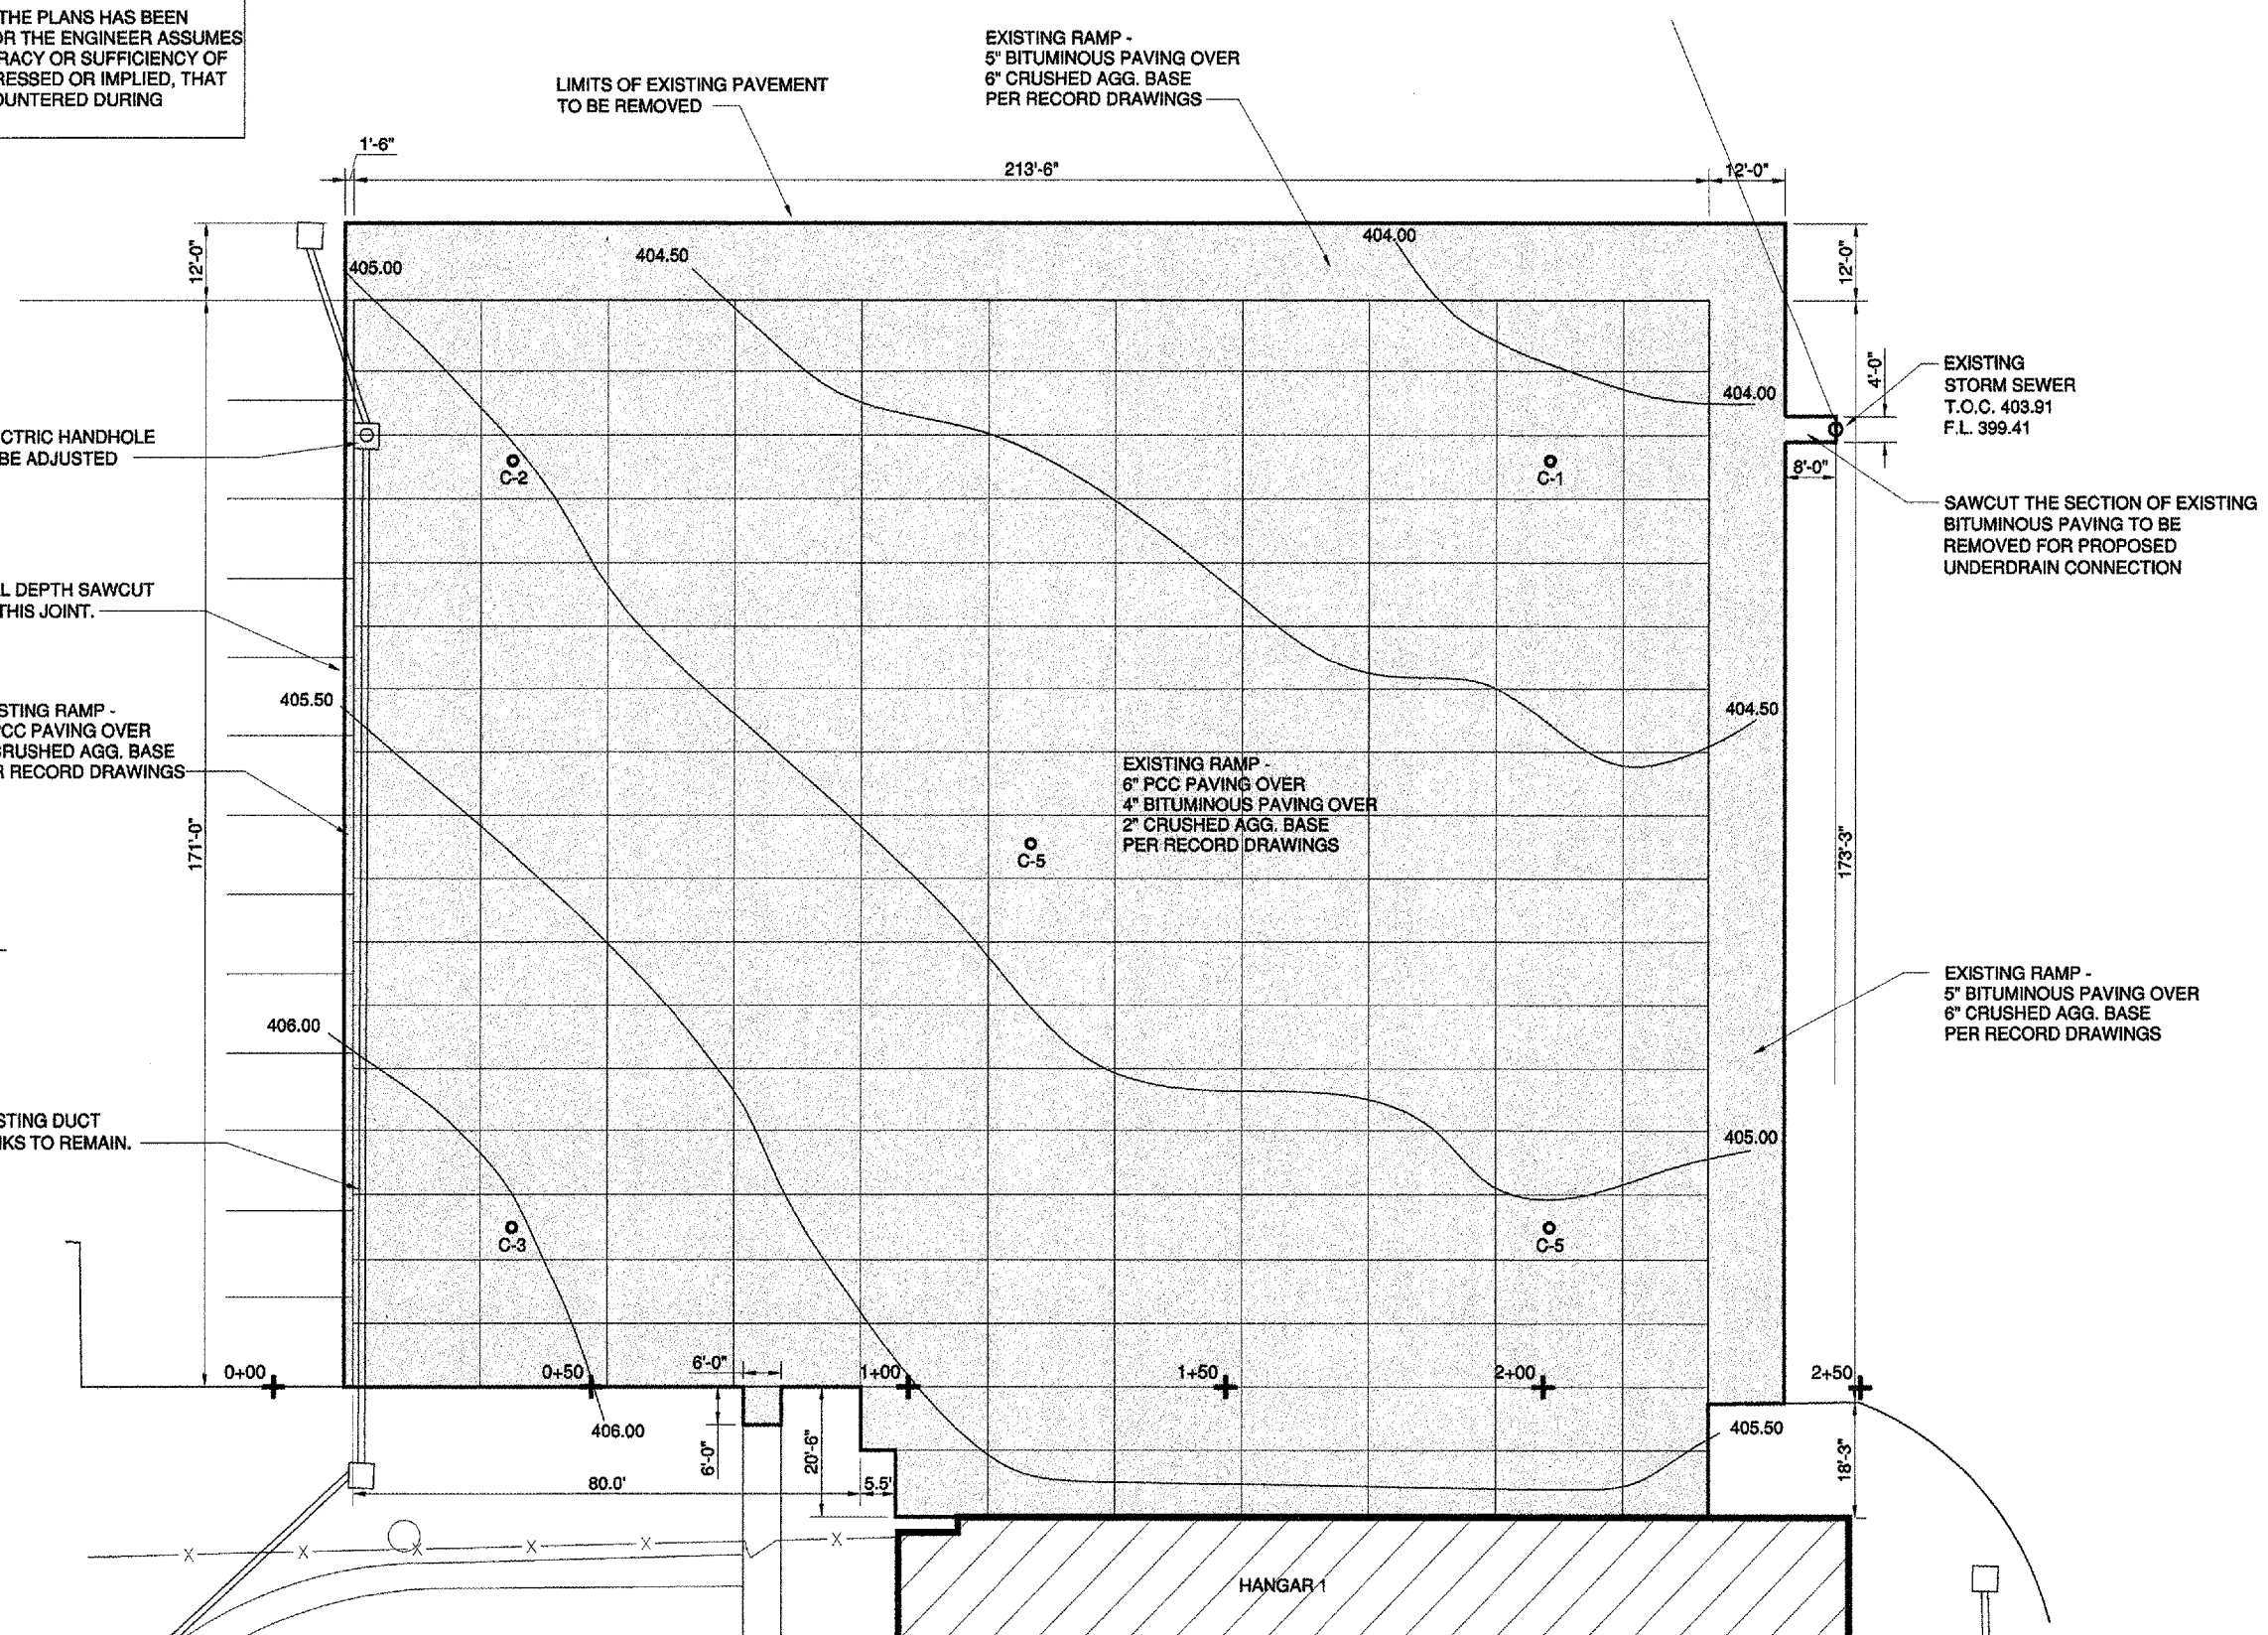 THE PLANS HAS BEEN
OR THE ENGINEER ASSUMES
RACY OR SUFFICIENCY OF
RESSED OR IMPLIED, THAT
OUNTERED DURING
LIMITS OF EXISTING PAVEMENT
TO BE REMOVED
EXISTING RAMP -
5" BITUMINOUS PAVING OVER
6" CRUSHED AGG. BASE
PER RECORD DRAWINGS
1'-6"
213'-6"
12'-0"
12'-0"
12'-0"
405.00
404.50
404.00
404.00
4'-0"
8'-0"
EXISTING
STORM SEWER
T.O.C. 403.91
F.L. 399.41
SAWCUT THE SECTION OF EXISTING
BITUMINOUS PAVING TO BE
REMOVED FOR PROPOSED
UNDERDRAIN CONNECTION
CTRIC HANDHOLE
BE ADJUSTED
C-2
C-1
L DEPTH SAWCUT
THIS JOINT.
405.50
404.50
STING RAMP -
PCC PAVING OVER
CRUSHED AGG. BASE
R RECORD DRAWINGS
EXISTING RAMP -
6" PCC PAVING OVER
4" BITUMINOUS PAVING OVER
2" CRUSHED AGG. BASE
PER RECORD DRAWINGS
C-5
171'-0"
173'-3"
EXISTING RAMP -
5" BITUMINOUS PAVING OVER
6" CRUSHED AGG. BASE
PER RECORD DRAWINGS
406.00
405.00
STING DUCT
NKS TO REMAIN.
C-3
C-5
0+00
0+50
6'-0"
1+00
1+50
2+00
2+50
406.00
405.50
6'-0"
20'-6"
18'-3"
80.0'
5.5'
X
X
X
X
X
X
HANGAR 1